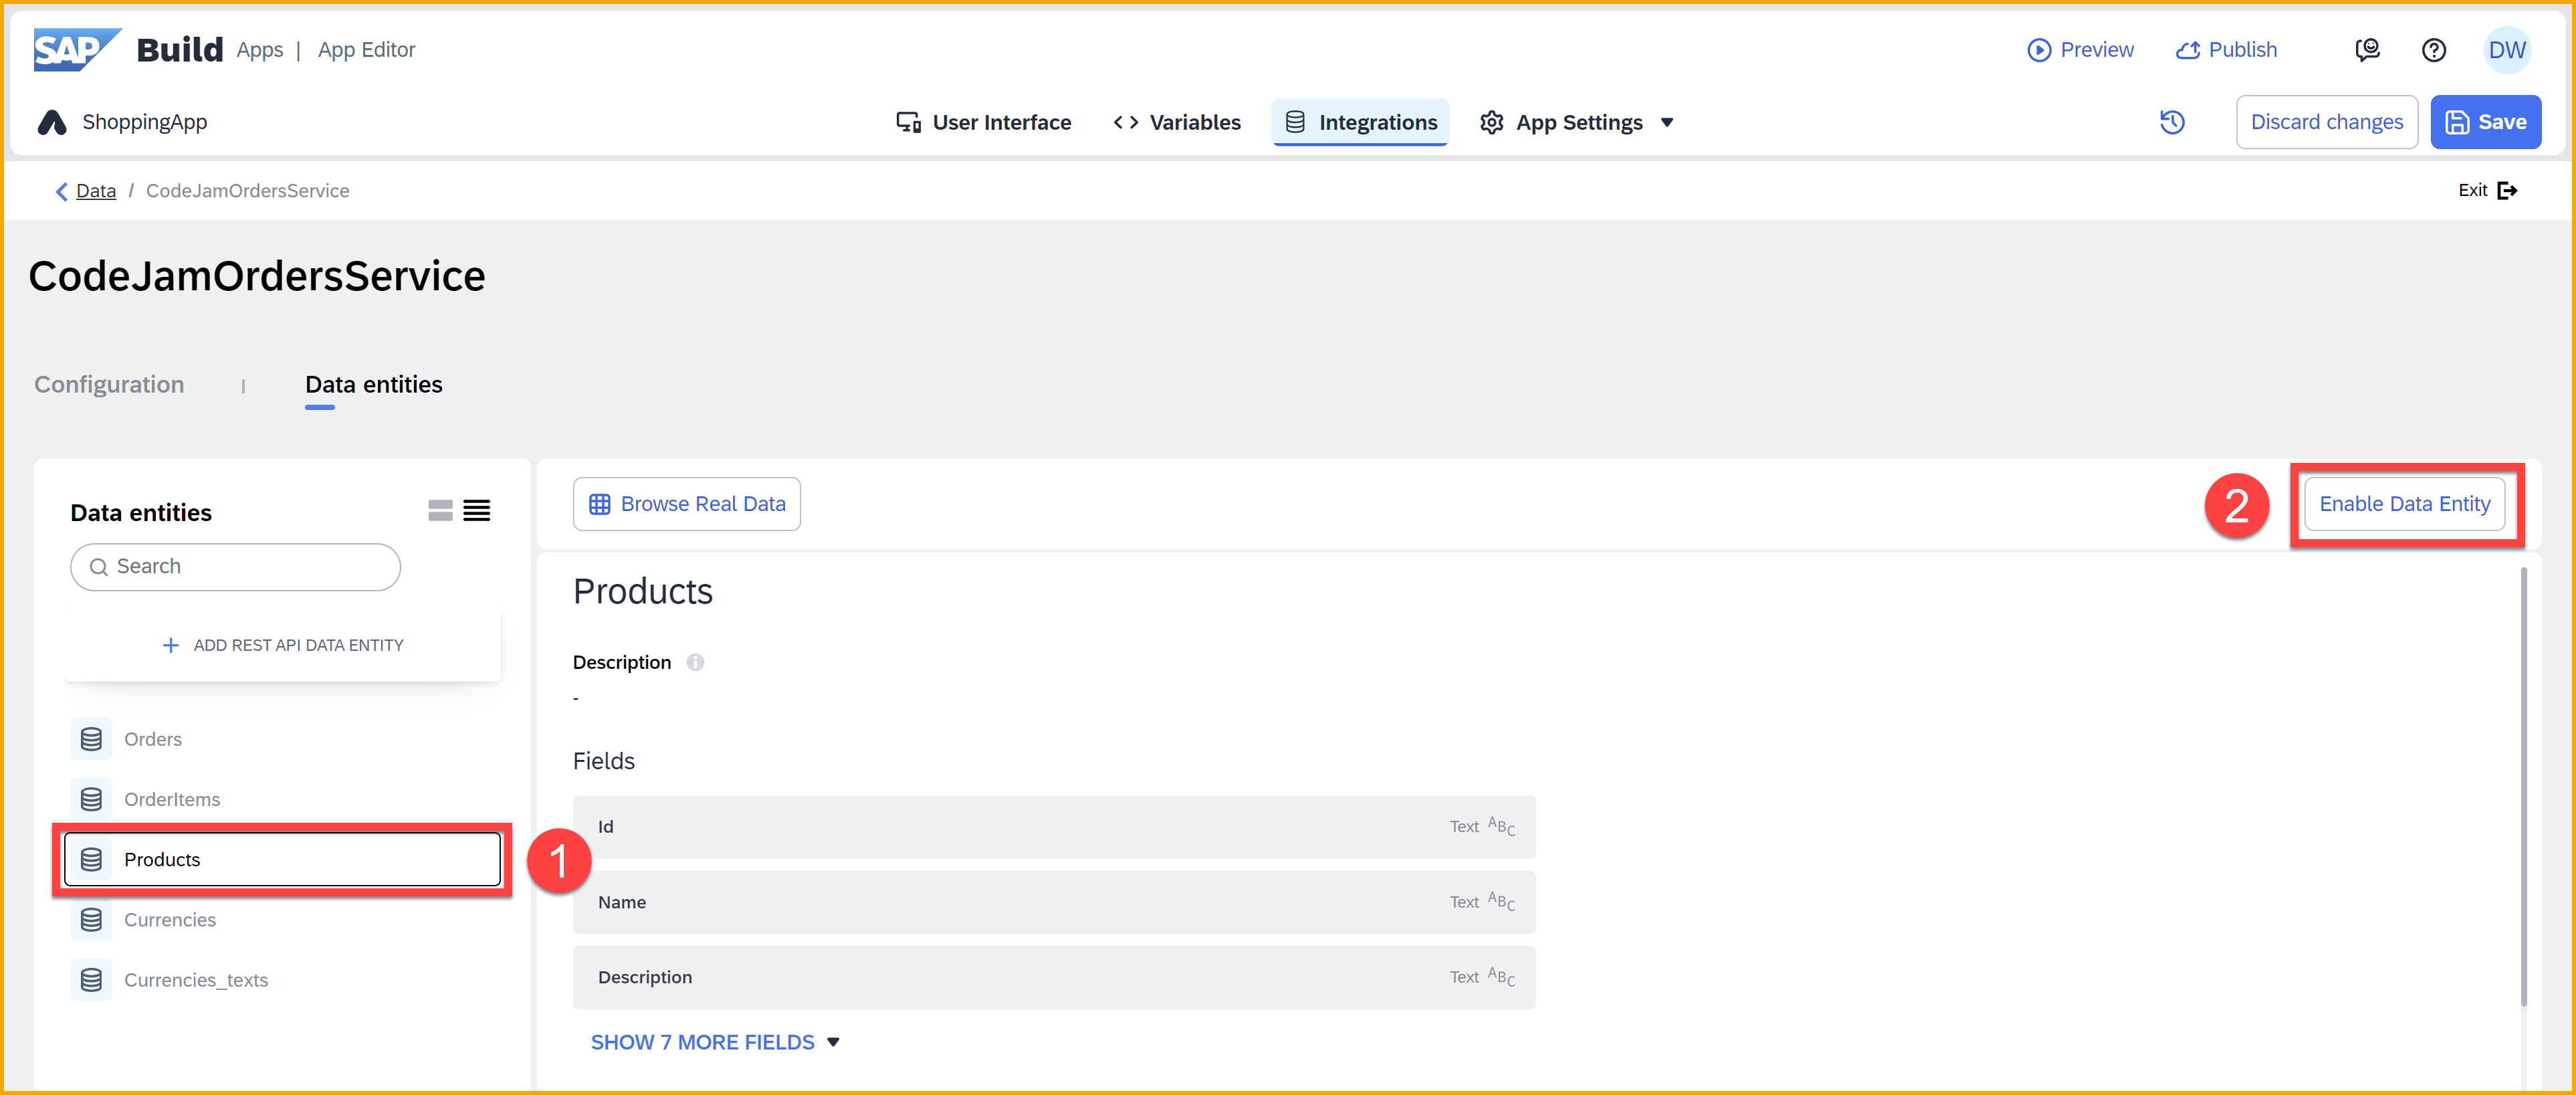 SAP Build Apps | App Editor Preview Publish DW
ShoppingApp User Interface <> Variables Integrations App Settings Discard changes Save
Data / CodeJamOrdersService Exit
CodeJamOrdersService
Configuration | Data entities
Data entities
Search
+ ADD REST API DATA ENTITY
Orders
OrderItems
Products
Currencies
Currencies_texts
1
Browse Real Data
2
Enable Data Entity
Products
Description i
-
Fields
Id Text ABC
Name Text ABC
Description Text ABC
SHOW 7 MORE FIELDS